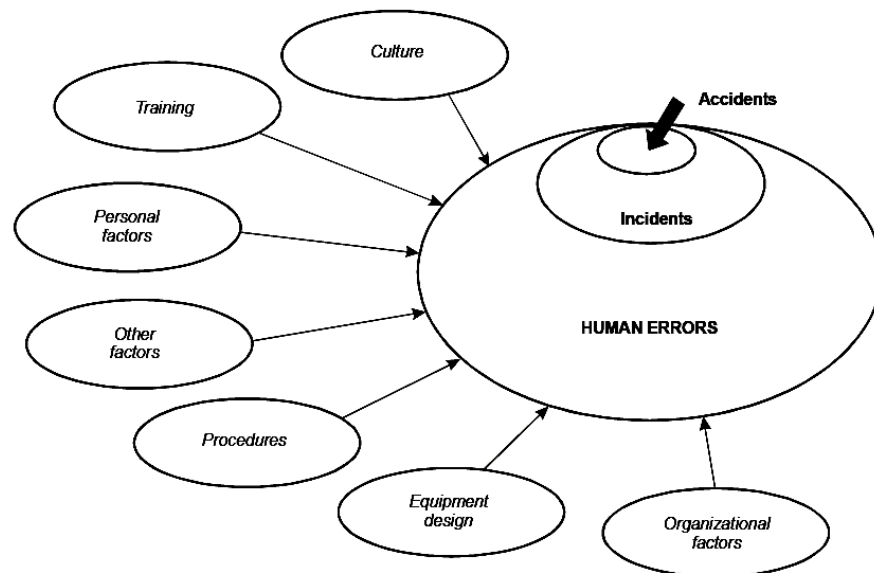 Culture
Training
Accidents
Personal
factors
Incidents
Other
factors
HUMAN ERRORS
Procedures
Equipment
design
Organizational
factors